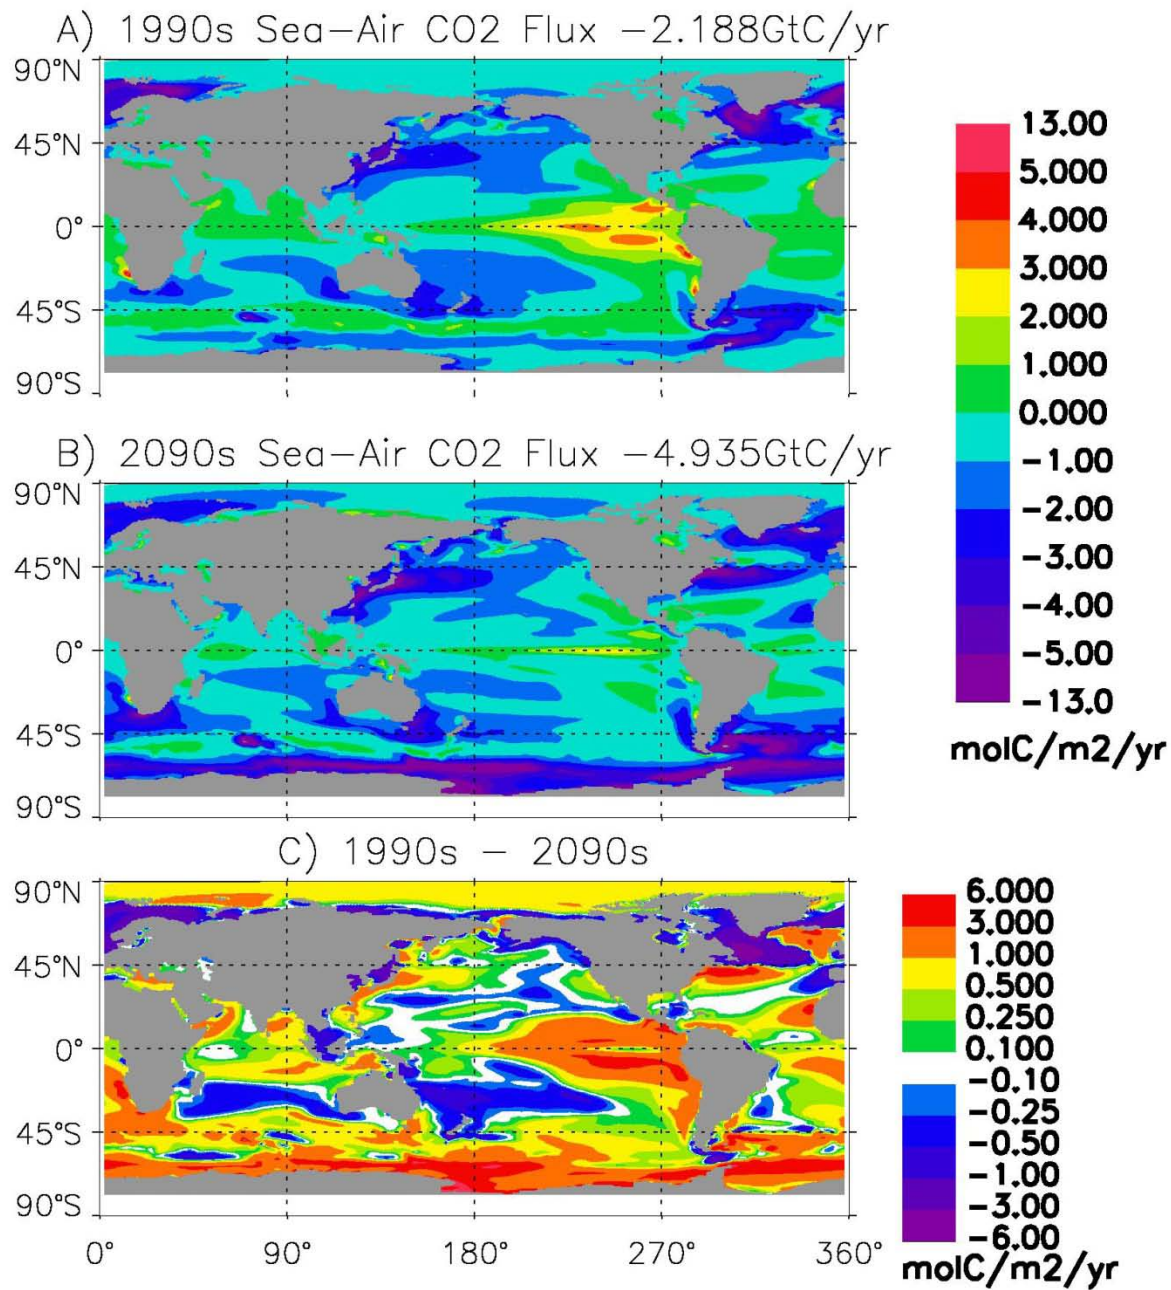 A) 1990s Sea-Air CO2 Flux -2.188GtC/yr
90°N
45°N
0°
45°S
90°S
13.00
5.000
4.000
3.000
2.000
1.000
0.000
-1.00
-2.00
-3.00
-4.00
-5.00
-13.0
molC/m2/yr
B) 2090s Sea-Air CO2 Flux -4.935GtC/yr
90°N
45°N
0°
45°S
90°S
C) 1990s - 2090s
90°N
45°N
0°
45°S
90°S
0° 90° 180° 270° 360°
6.000
3.000
1.000
0.500
0.250
0.100
-0.10
-0.25
-0.50
-1.00
-3.00
-6.00
molC/m2/yr